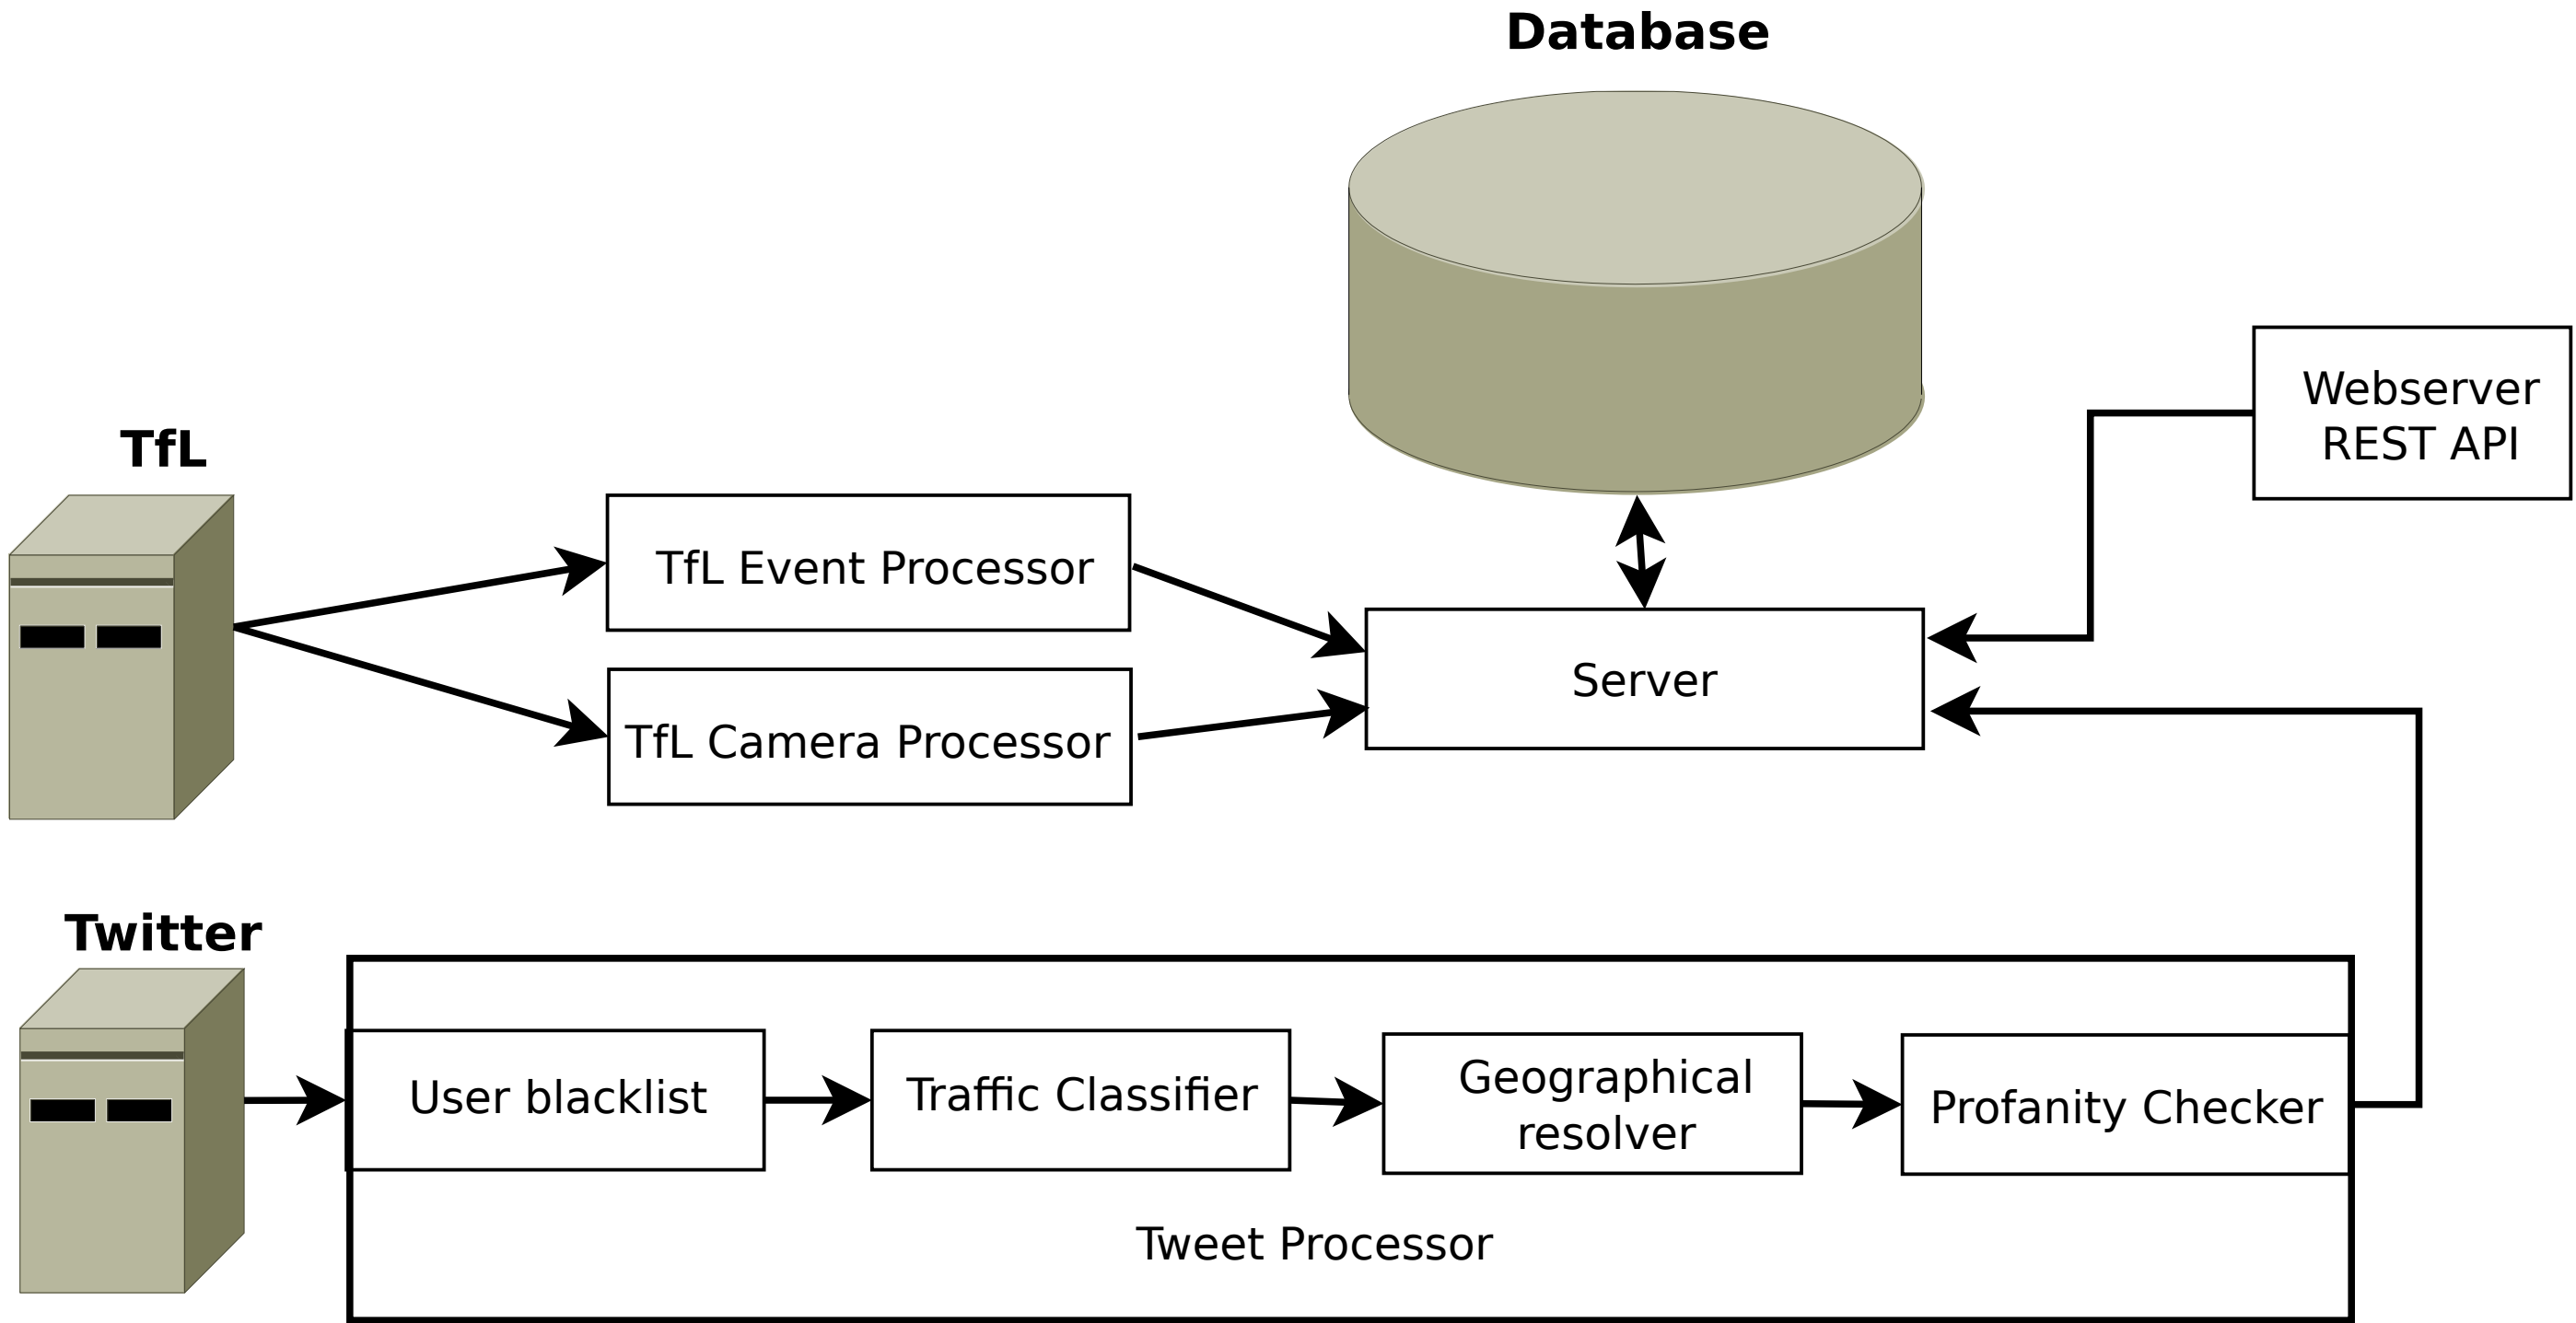 Database
Webserver
REST API
TfL
TfL Event Processor
Server
TfL Camera Processor
Twitter
User blacklist
Traffic Classifier
Geographical
resolver
Profanity Checker
Tweet Processor